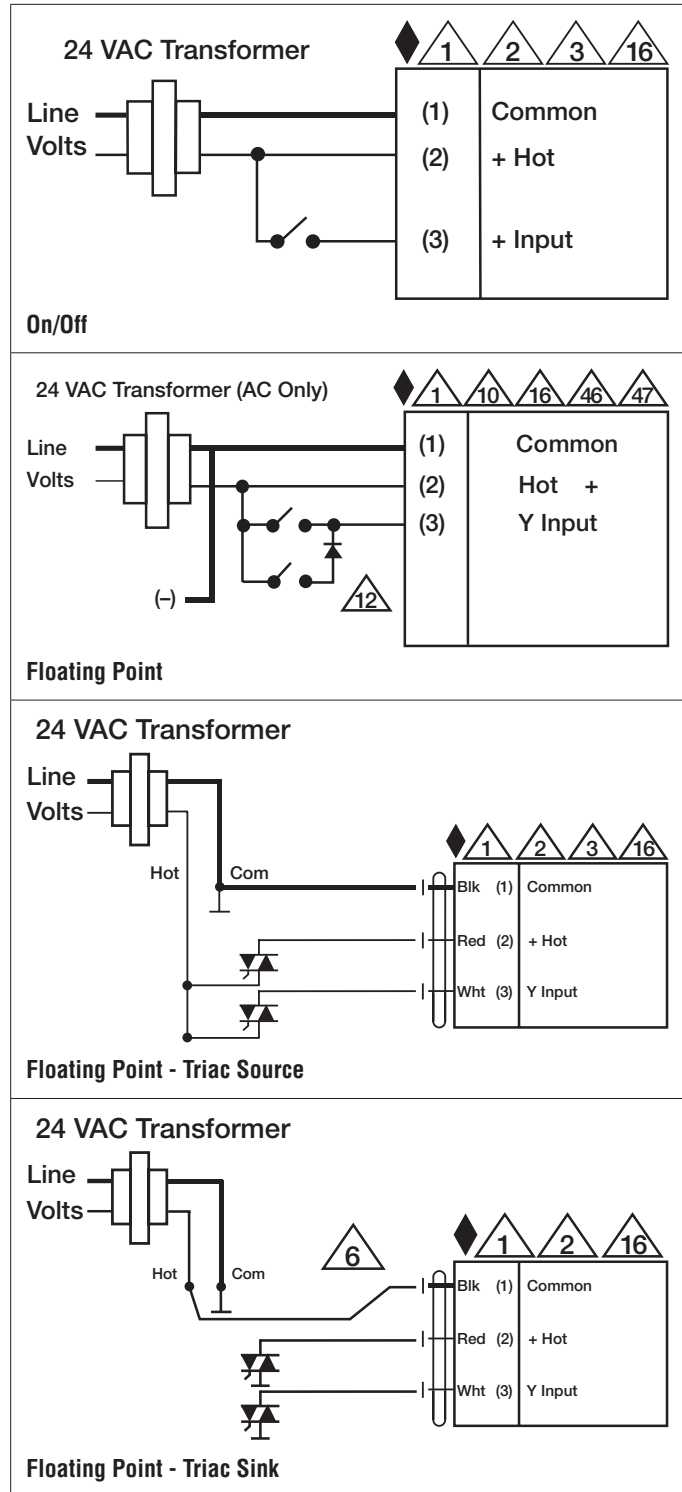 24 VAC Transformer
1 2 3 16
Line
Volts
(1) Common
(2) + Hot
(3) + Input
On/Off
24 VAC Transformer (AC Only)
1 10 16 46 47
Line
Volts
(1) Common
(2) Hot +
(3) Y Input
12
(–)
Floating Point
24 VAC Transformer
Line
Volts
1 2 3 16
Hot Com
Blk (1) Common
Red (2) + Hot
Wht (3) Y Input
Floating Point - Triac Source
24 VAC Transformer
Line
Volts
6
1 2 16
Hot Com
Blk (1) Common
Red (2) + Hot
Wht (3) Y Input
Floating Point - Triac Sink